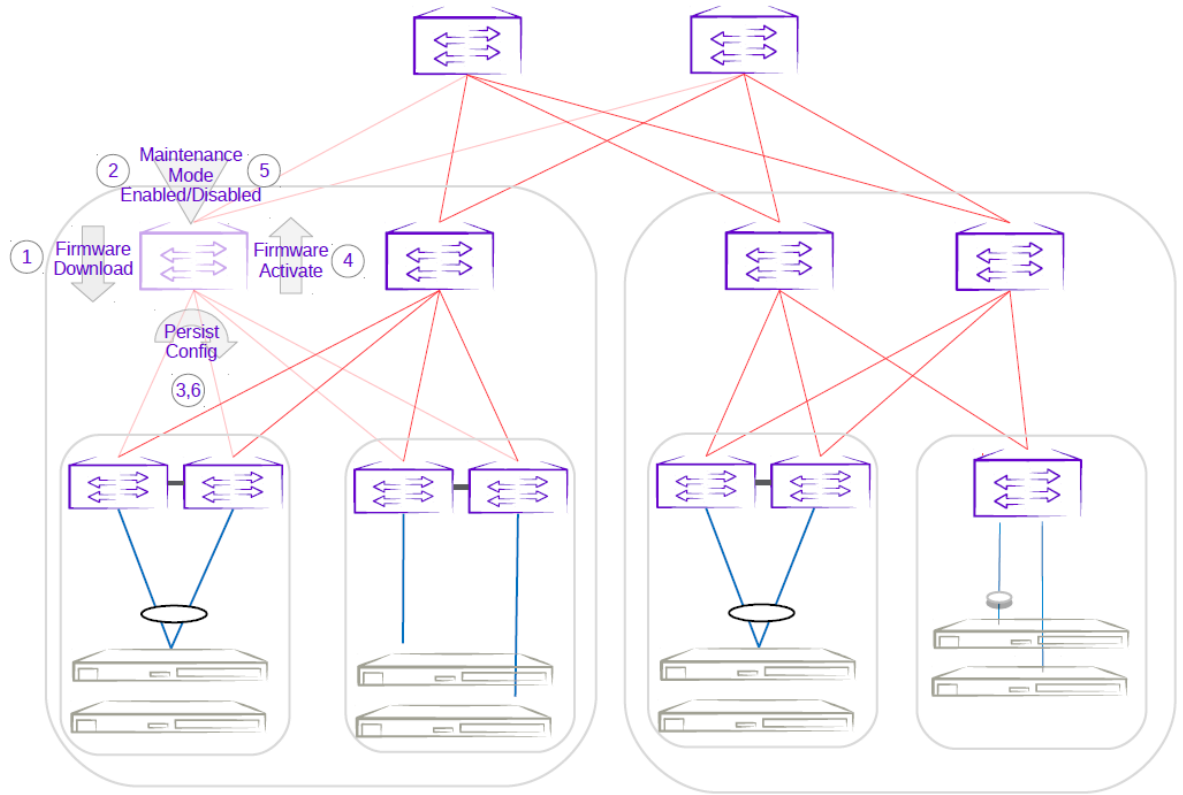 2
Maintenance
Mode
Enabled/Disabled
5
1
Firmware
Download
Firmware
Activate
4
Persist
Config
3,6